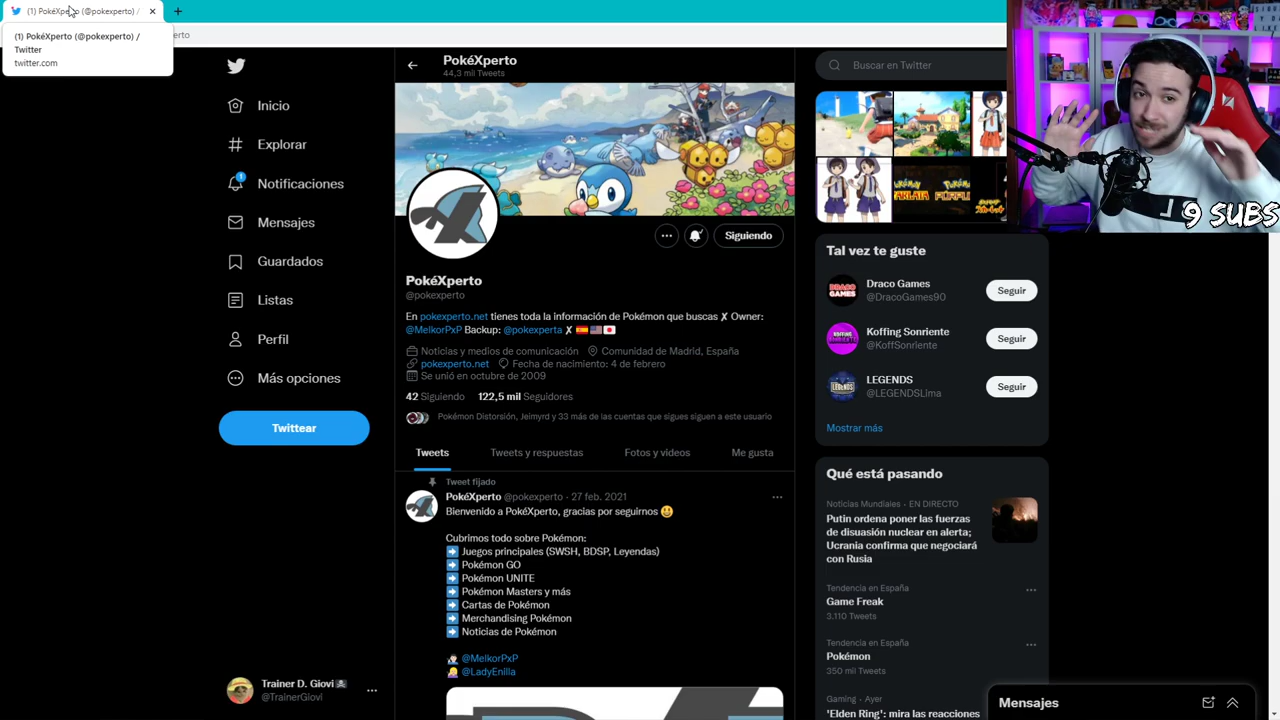 (1) PokéXperto (@pokexperto) /
(1) PokéXperto (@pokexperto) /
Twitter
twitter.com
Inicio
Explorar
1
Notificaciones
Mensajes
Guardados
Listas
Perfil
Más opciones
Twittear
Trainer D. Giovi
@TrainerGiovi
PokéXperto
44,3 mil Tweets
Siguiendo
PokéXperto
@pokexperto
En pokexperto.net tienes toda la información de Pokémon que buscas ✗ Owner:
@MelkorPxP Backup: @pokexperta ✗ 🇪🇸 🇺🇸 🇯🇵
Noticias y medios de comunicación Comunidad de Madrid, España
pokexperto.net Fecha de nacimiento: 4 de febrero
Se unió en octubre de 2009
42 Siguiendo 122,5 mil Seguidores
Pokémon Distorsión, Jeimyrd y 33 más de las cuentas que sigues siguen a este usuario
Tweets Tweets y respuestas Fotos y videos Me gusta
Tweet fijado
PokéXperto @pokexperto · 27 feb. 2021
Bienvenido a PokéXperto, gracias por seguirnos 😃
Cubrimos todo sobre Pokémon:
➡️ Juegos principales (SWSH, BDSP, Leyendas)
➡️ Pokémon GO
➡️ Pokémon UNITE
➡️ Pokémon Masters y más
➡️ Cartas de Pokémon
➡️ Merchandising Pokémon
➡️ Noticias de Pokémon
@MelkorPxP
@LadyEnilla
Buscar en Twitter
9 SUBS
Tal vez te guste
Draco Games
@DracoGames90
Seguir
Koffing Sonriente
@KoffSonriente
Seguir
LEGENDS
@LEGENDSLima
Seguir
Mostrar más
Qué está pasando
Noticias Mundiales · EN DIRECTO
Putin ordena poner las fuerzas
de disuasión nuclear en alerta;
Ucrania confirma que negociará
con Rusia
Tendencia en España
Game Freak
3.110 Tweets
Tendencia en España
Pokémon
350 mil Tweets
Gaming · Ayer
'Elden Ring': mira las reacciones
Mensajes